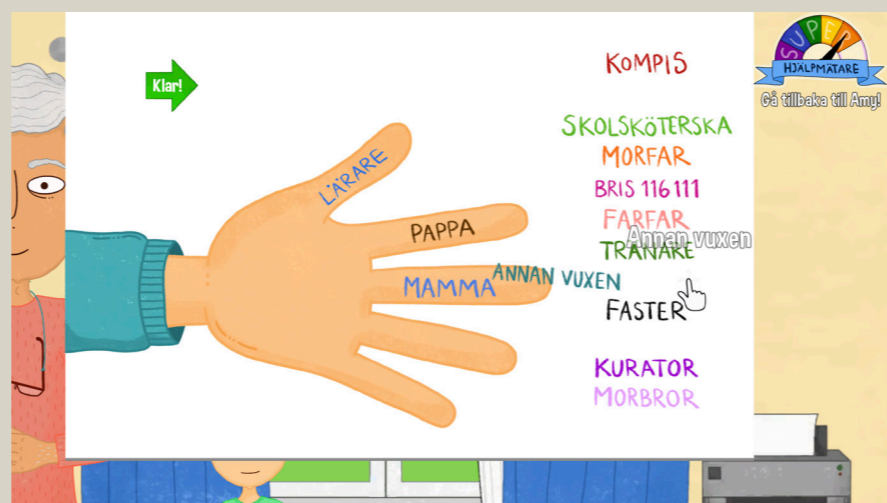 Klar!
LÄRARE
PAPPA
MAMMA
ANNAN VUXEN
KOMPIS
SKOLSKÖTERSKA
MORFAR
BRIS 116 111
FARFAR
Annan vuxen
TRÄNARE
FASTER
KURATOR
MORBROR
SUPER
HJÄLPMÄTARE
Gå tillbaka till Amy!